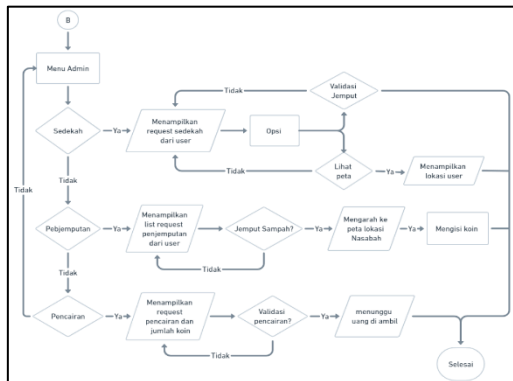 B
Menu Admin
Tidak
Validasi
Jemput
Sedekah
Ya
Menampilkan
request sedekah
dari user
Opsi
Tidak
Tidak
Lihat
peta
Ya
Menampilkan
lokasi user
Tidak
Pebjemputan
Ya
Menampilkan
list request
penjemputan
dari user
Jemput Sampah?
Ya
Mengarah ke
peta lokasi
Nasabah
Ya
Mengisi koin
Tidak
Tidak
Pencairan
Ya
Menampilkan
request
pencairan dan
jumlah koin
Validasi
pencairan?
Ya
menunggu
uang di ambil
Tidak
Selesai